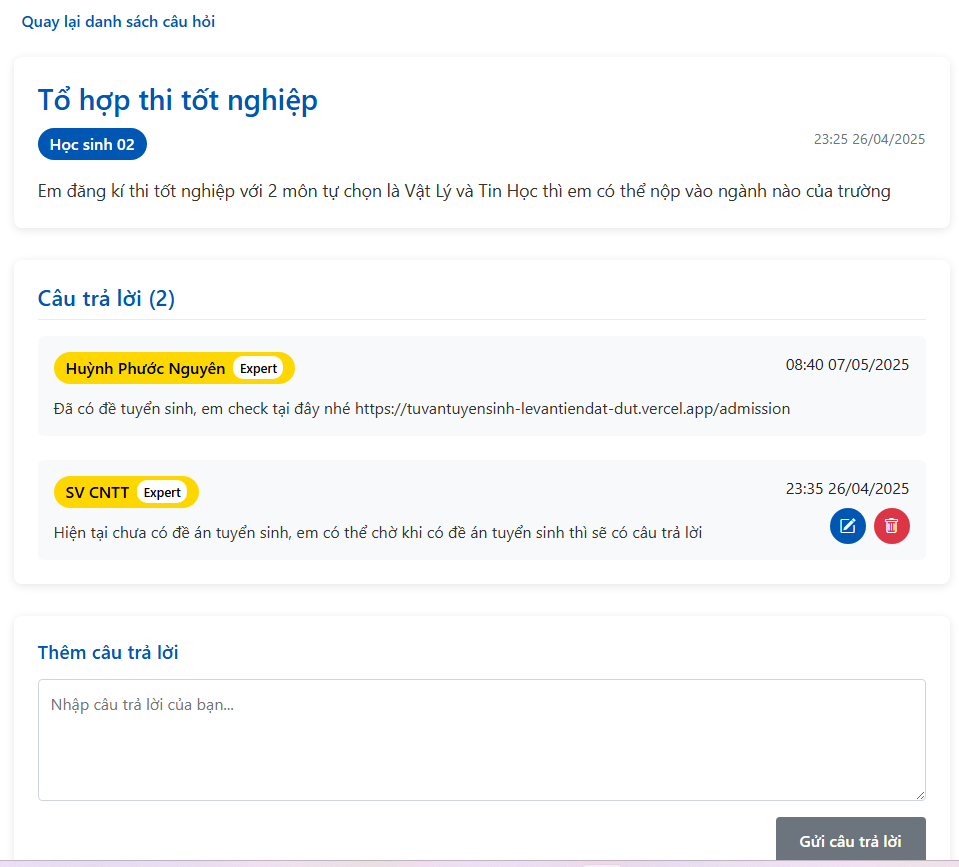 Quay lại danh sách câu hỏi
Tổ hợp thi tốt nghiệp
Học sinh 02
23:25 26/04/2025
Em đăng kí thi tốt nghiệp với 2 môn tự chọn là Vật Lý và Tin Học thì em có thể nộp vào ngành nào của trường
Câu trả lời (2)
Huỳnh Phước Nguyên Expert
08:40 07/05/2025
Đã có đề tuyển sinh, em check tại đây nhé https://tuvantuyensinh-levantiendat-dut.vercel.app/admission
SV CNTT Expert
23:35 26/04/2025
Hiện tại chưa có đề án tuyển sinh, em có thể chờ khi có đề án tuyển sinh thì sẽ có câu trả lời
Thêm câu trả lời
Nhập câu trả lời của bạn...
Gửi câu trả lời